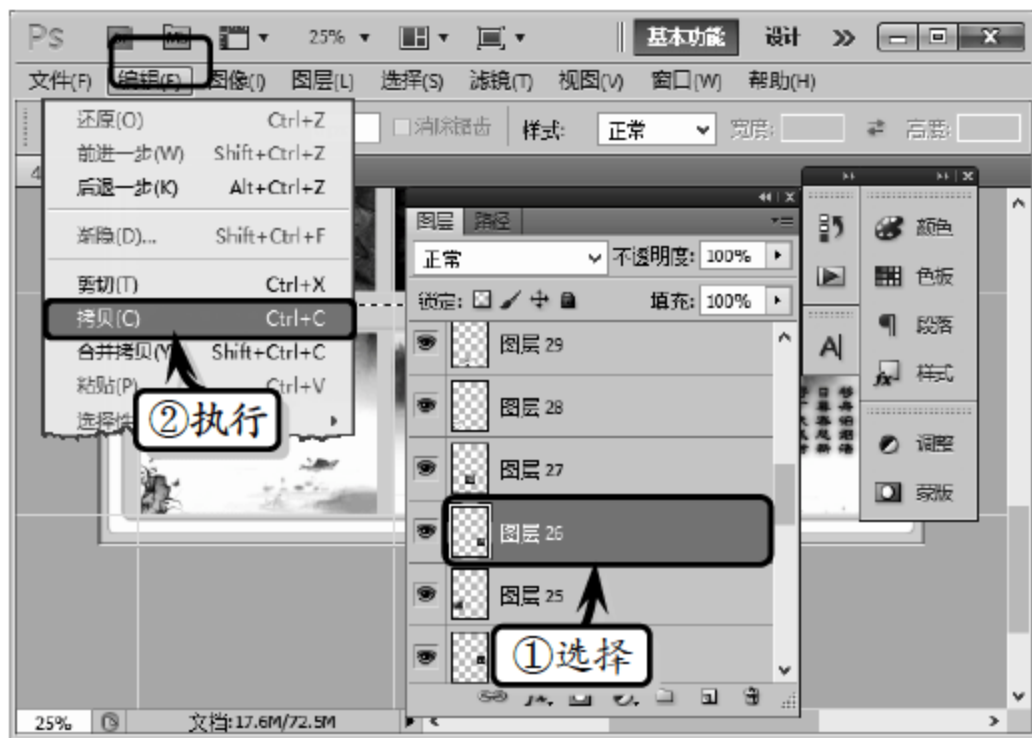 Ps Br Mb 25% 基本功能 设计
文件(F) 编辑(E) 图像(I) 图层(L) 选择(S) 滤镜(T) 视图(V) 窗口(W) 帮助(H)
消除锯齿 样式: 正常 宽度: 高度:
还原(O) Ctrl+Z
前进一步(W) Shift+Ctrl+Z
后退一步(K) Alt+Ctrl+Z
渐隐(D)... Shift+Ctrl+F
剪切(T) Ctrl+X
拷贝(C) Ctrl+C
合并拷贝(Y) Shift+Ctrl+C
粘贴(P) Ctrl+V
②执行
图层 路径
正常 不透明度: 100%
锁定: 填充: 100%
图层 29
图层 28
图层 27
图层 26
图层 25
①选择
颜色
色板
段落
样式
调整
蒙版
25% 文档:17.6M/72.5M